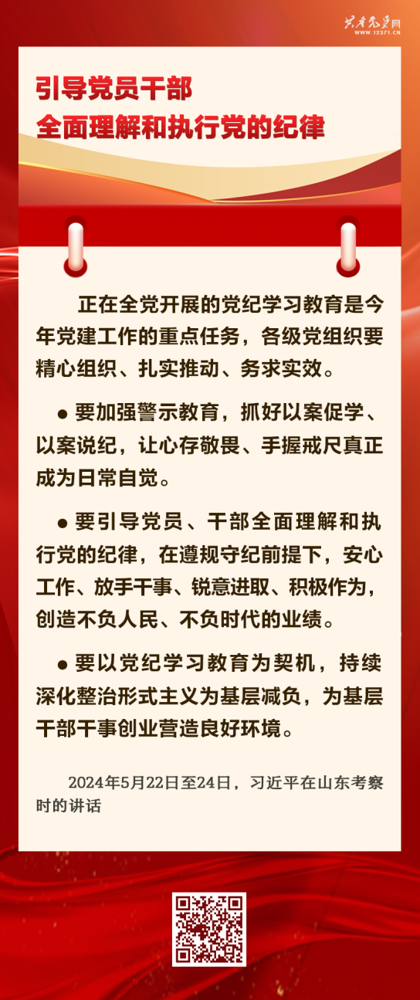 共产党员网
WWW.12371.CN
引导党员干部
全面理解和执行党的纪律
正在全党开展的党纪学习教育是今
年党建工作的重点任务，各级党组织要
精心组织、扎实推动、务求实效。
● 要加强警示教育，抓好以案促学、
以案说纪，让心存敬畏、手握戒尺真正
成为日常自觉。
● 要引导党员、干部全面理解和执
行党的纪律，在遵规守纪前提下，安心
工作、放手干事、锐意进取、积极作为，
创造不负人民、不负时代的业绩。
● 要以党纪学习教育为契机，持续
深化整治形式主义为基层减负，为基层
干部干事创业营造良好环境。
2024年5月22日至24日，习近平在山东考察
时的讲话